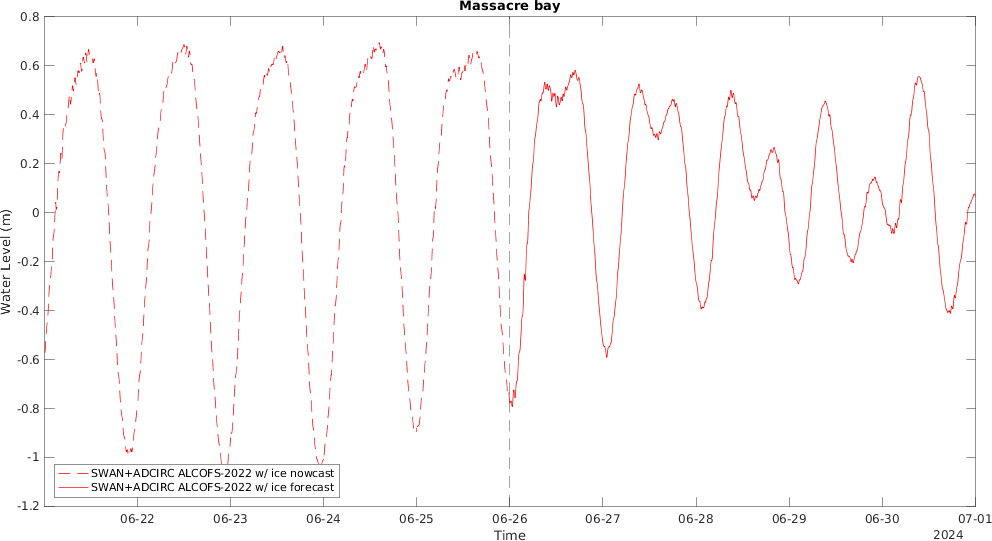 Massacre bay
0.8
0.6
0.4
0.2
0
-0.2
-0.4
-0.6
-0.8
-1
-1.2
Water Level (m)
SWAN+ADCIRC ALCOFS-2022 w/ ice nowcast
SWAN+ADCIRC ALCOFS-2022 w/ ice forecast
06-22 06-23 06-24 06-25 06-26 06-27 06-28 06-29 06-30 07-01
Time
2024